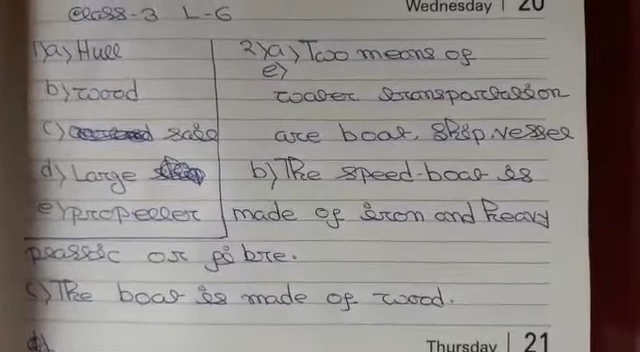 Wednesday | 20
Class-3 L-6
1) a) Hull
b) wood
c) sail
d) Large
e) propeller
2) a) Two means of
e)
water transportation
are boat, ship, vessel
b) The speed-boat is
made of iron and heavy
plastic or fibre.
c) The boat is made of wood.
d)
Thursday | 21